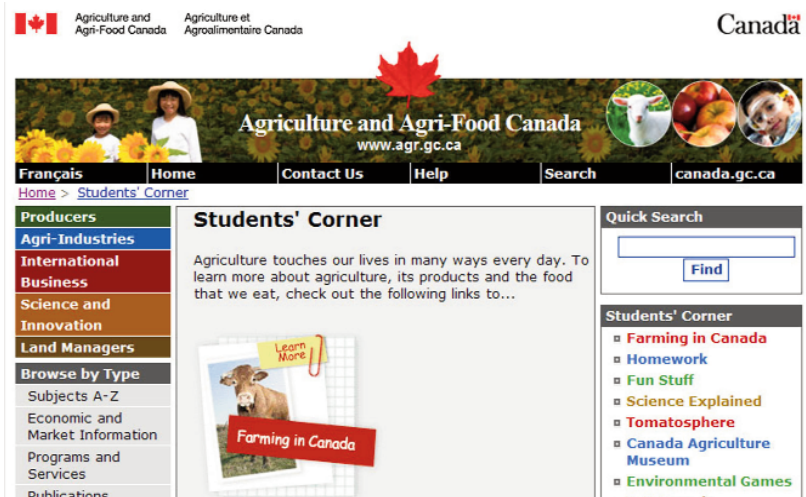 Agriculture and
Agri-Food Canada
Agriculture et
Agroalimentaire Canada
Canada
Agriculture and Agri-Food Canada
www.agr.gc.ca
Français Home Contact Us Help Search canada.gc.ca
Home > Students' Corner
Producers
Agri-Industries
International
Business
Science and
Innovation
Land Managers
Browse by Type
Subjects A-Z
Economic and
Market Information
Programs and
Services
Publications
Students' Corner
Agriculture touches our lives in many ways every day. To
learn more about agriculture, its products and the food
that we eat, check out the following links to...
Learn
More
Farming in Canada
Quick Search
Find
Students' Corner
Farming in Canada
Homework
Fun Stuff
Science Explained
Tomatosphere
Canada Agriculture
Museum
Environmental Games